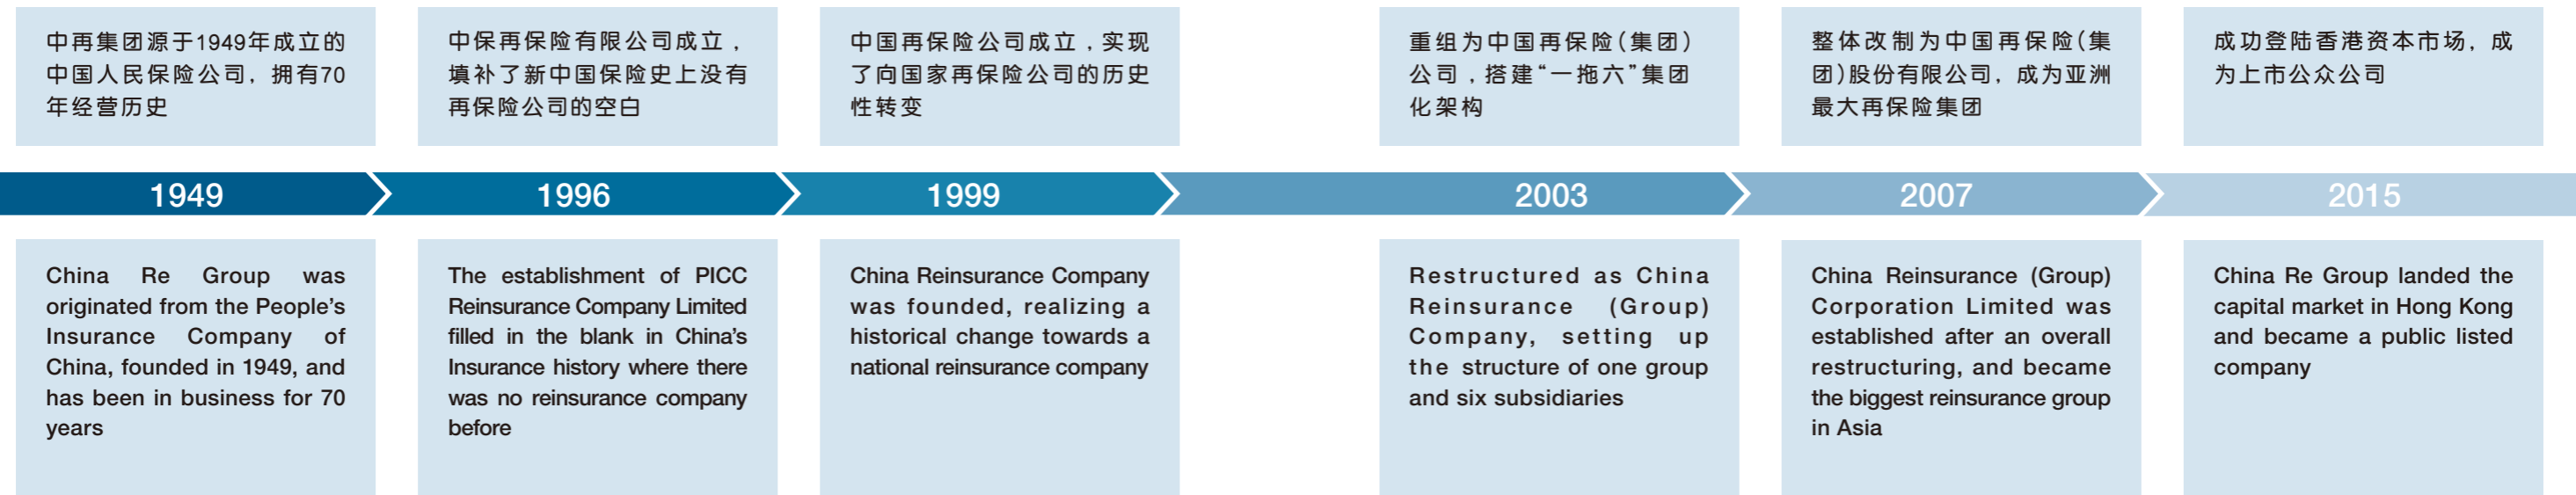 中再集团源于1949年成立的
中国人民保险公司，拥有70
年经营历史
中保再保险有限公司成立，
填补了新中国保险史上没有
再保险公司的空白
中国再保险公司成立，实现
了向国家再保险公司的历史
性转变
重组为中国再保险(集团)
公司，搭建“一拖六”集团
化架构
整体改制为中国再保险(集
团)股份有限公司，成为亚洲
最大再保险集团
成功登陆香港资本市场，成
为上市公众公司
1949
1996
1999
2003
2007
2015
China Re Group was
originated from the People’s
Insurance Company of
China, founded in 1949, and
has been in business for 70
years
The establishment of PICC
Reinsurance Company Limited
filled in the blank in China’s
Insurance history where there
was no reinsurance company
before
China Reinsurance Company
was founded, realizing a
historical change towards a
national reinsurance company
Restructured as China
Reinsurance (Group)
Company, setting up
the structure of one group
and six subsidiaries
China Reinsurance (Group)
Corporation Limited was
established after an overall
restructuring, and became
the biggest reinsurance group
in Asia
China Re Group landed the
capital market in Hong Kong
and became a public listed
company